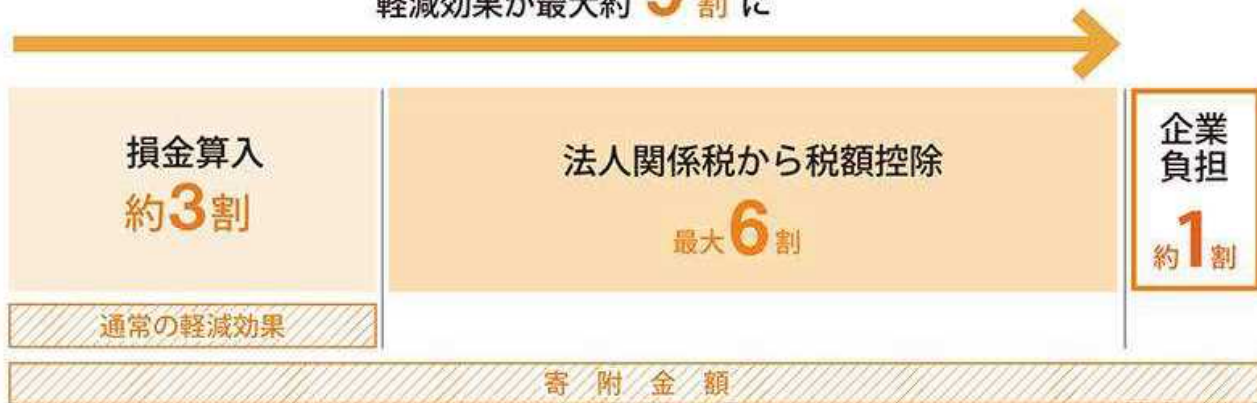 軽減効果が最大約 9 割 に
損金算入
約3割
法人関係税から税額控除
最大6割
企業
負担
約1割
通常の軽減効果
寄 附 金 額